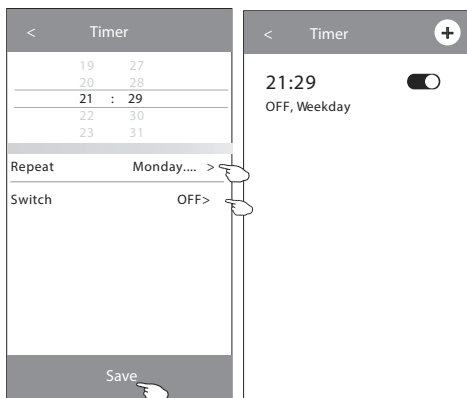 < Timer
19 27
20 28
21 : 29
22 30
23 31
Repeat Monday.... >
Switch OFF>
Save
< Timer +
21:29
OFF, Weekday